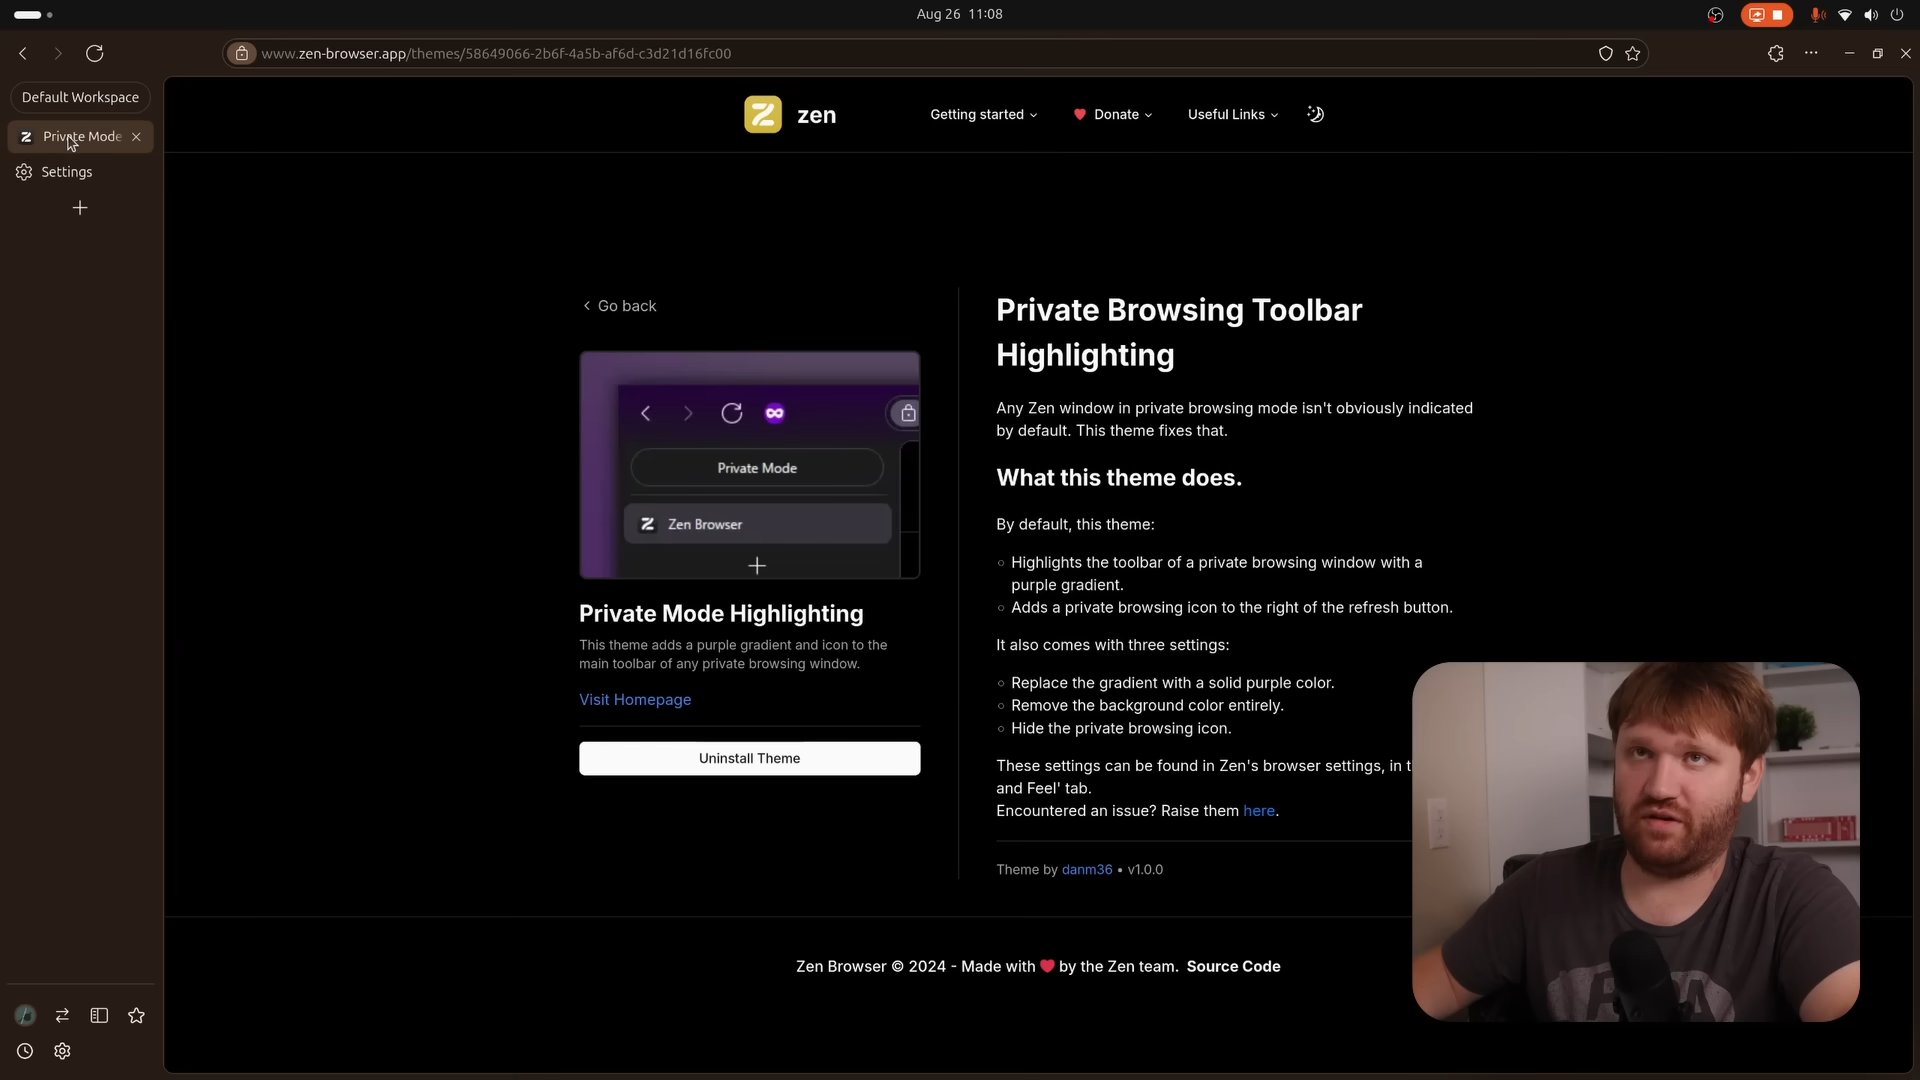 Aug 26 11:08
www.zen-browser.app/themes/58649066-2b6f-4a5b-af6d-c3d21d16fc00
Default Workspace
Private Mode
Settings
zen
Getting started
Donate
Useful Links
Go back
Private Mode
Zen Browser
Private Mode Highlighting
This theme adds a purple gradient and icon to the
main toolbar of any private browsing window.
Visit Homepage
Uninstall Theme
Private Browsing Toolbar
Highlighting
Any Zen window in private browsing mode isn't obviously indicated
by default. This theme fixes that.
What this theme does.
By default, this theme:
Highlights the toolbar of a private browsing window with a
purple gradient.
Adds a private browsing icon to the right of the refresh button.
It also comes with three settings:
Replace the gradient with a solid purple color.
Remove the background color entirely.
Hide the private browsing icon.
These settings can be found in Zen's browser settings, in
and Feel' tab.
Encountered an issue? Raise them here.
Theme by danm36 • v1.0.0
Zen Browser © 2024 - Made with ❤ by the Zen team. Source Code